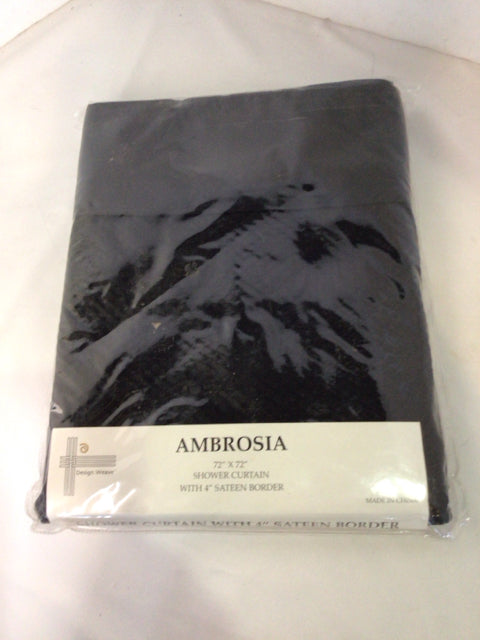 AMBROSIA
72" X 72"
SHOWER CURTAIN
WITH 4" SATEEN BORDER
Design Weave
MADE IN CHINA
SHOWER CURTAIN WITH 4" SATEEN BORDER